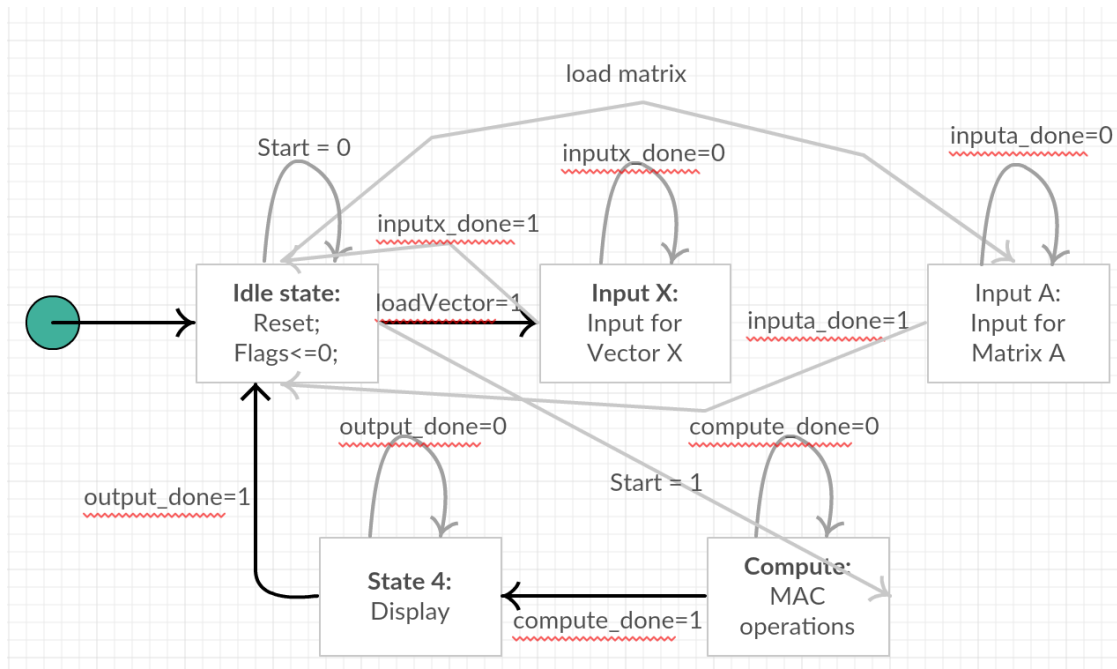 load matrix
Start = 0
inputx_done=0
inputa_done=0
inputx_done=1
loadVector=1
Idle state:
Reset;
Flags<=0;
Input X:
Input for
Vector X
inputa_done=1
Input A:
Input for
Matrix A
output_done=0
compute_done=0
output_done=1
Start = 1
State 4:
Display
compute_done=1
Compute:
MAC
operations